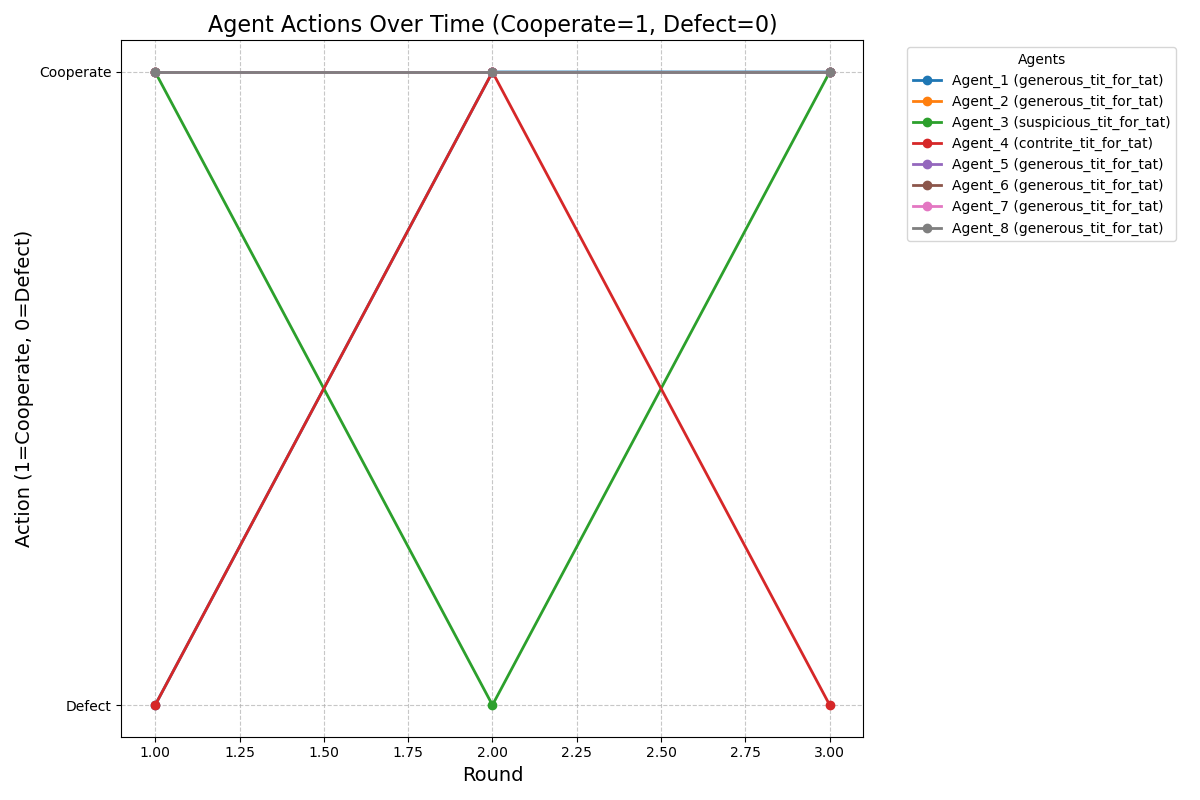 Agent Actions Over Time (Cooperate=1, Defect=0)
Action (1=Cooperate, 0=Defect)
Cooperate
Defect
1.00 1.25 1.50 1.75 2.00 2.25 2.50 2.75 3.00
Round
Agents
Agent_1 (generous_tit_for_tat)
Agent_2 (generous_tit_for_tat)
Agent_3 (suspicious_tit_for_tat)
Agent_4 (contrite_tit_for_tat)
Agent_5 (generous_tit_for_tat)
Agent_6 (generous_tit_for_tat)
Agent_7 (generous_tit_for_tat)
Agent_8 (generous_tit_for_tat)